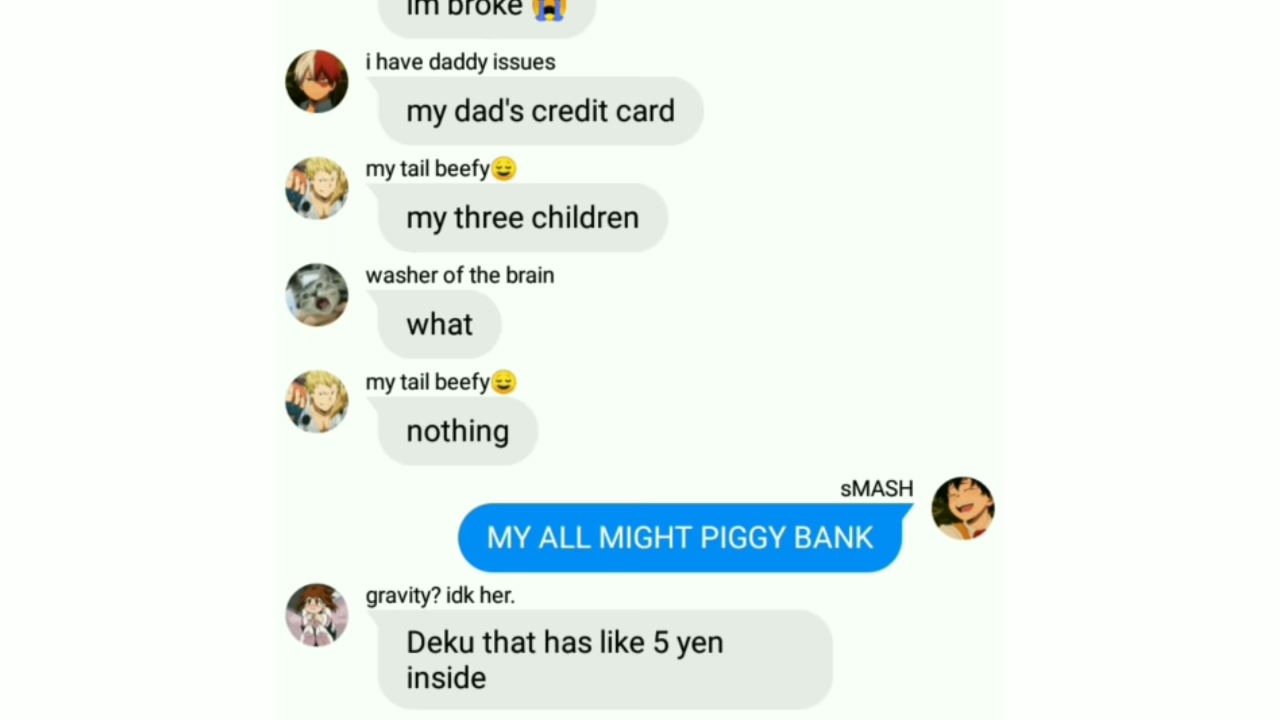 im broke 😭
i have daddy issues
my dad's credit card
my tail beefy😌
my three children
washer of the brain
what
my tail beefy😌
nothing
sMASH
MY ALL MIGHT PIGGY BANK
gravity? idk her.
Deku that has like 5 yen
inside